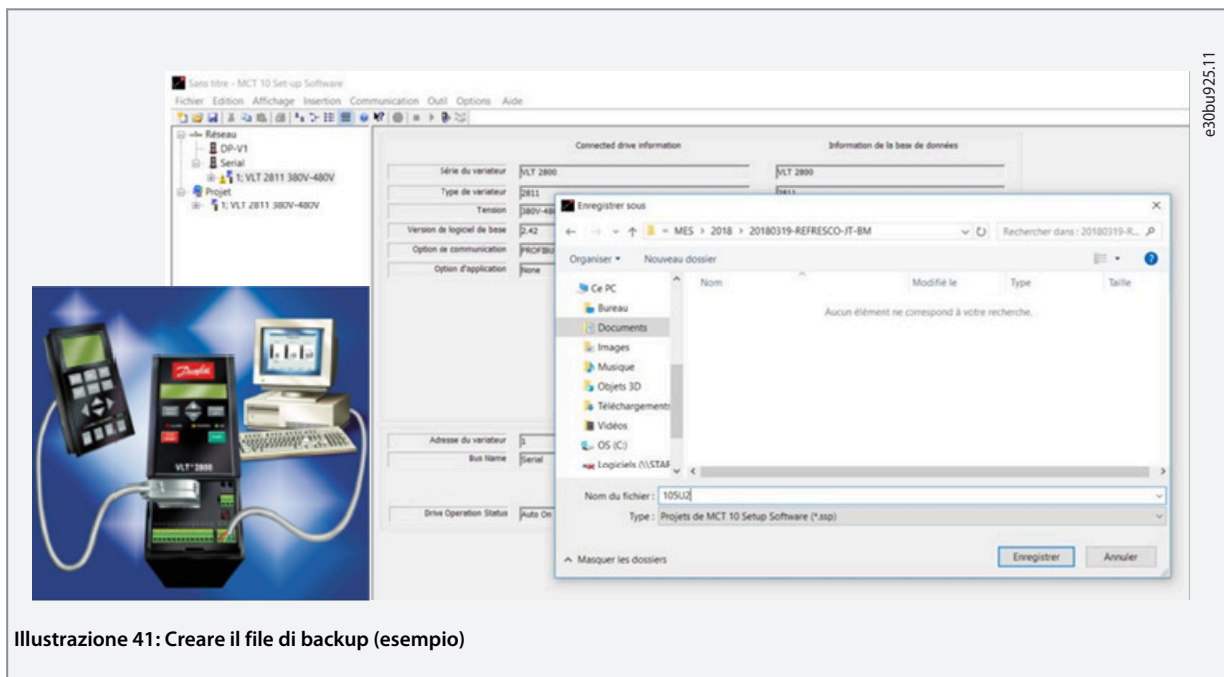 e30bu925.11
Sans titre - MCT 10 Set-up Software
Fichier Edition Affichage Insertion Communication Outil Options Aide
Réseau
DP-V1
Serial
1; VLT 2811 380V-480V
Projet
1; VLT 2811 380V-480V
Connected drive information
Information de la base de données
Série du variateur VLT 2800 VLT 2800
Type de variateur 2811 2811
Tension 380V-48
Version de logiciel de base 2.42
Option de communication PROFIBU
Option d'application None
Adresse du variateur 1
Bus Name Serial
Drive Operation Status Auto On
Enregistrer sous
« MES > 2018 > 20180319-REFRESCO-JT-BM
Rechercher dans : 20180319-R...
Organiser Nouveau dossier
Nom Modifié le Type Taille
Aucun élément ne correspond à votre recherche.
Ce PC
Bureau
Documents
Images
Musique
Objets 3D
Téléchargements
Vidéos
OS (C:)
Logiciels (\\STAF
Nom du fichier : 105U2
Type : Projets de MCT 10 Setup Software (*.ssp)
Masquer les dossiers
Enregistrer Annuler
Danfoss
VLT® 2800
Illustrazione 41: Creare il file di backup (esempio)